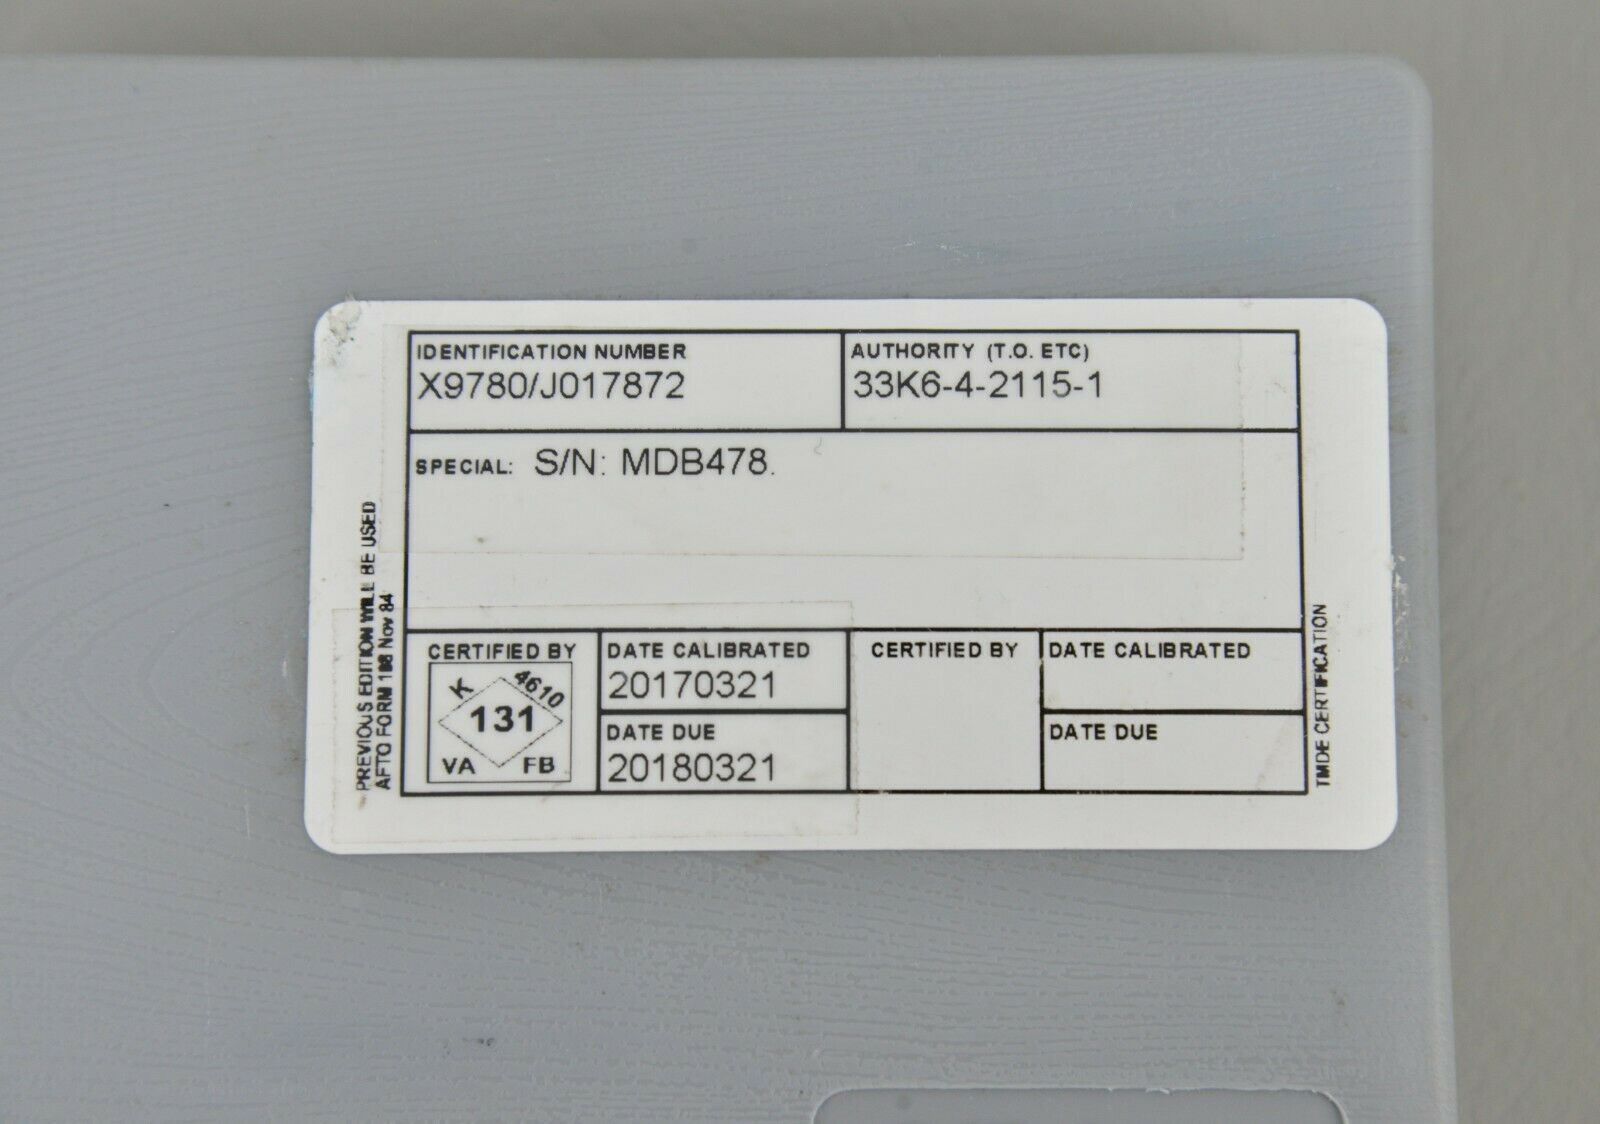 IDENTIFICATION NUMBER
X9780/J017872
AUTHORITY (T.O. ETC)
33K6-4-2115-1
SPECIAL: S/N: MDB478.
CERTIFIED BY
K 4610
131
VA FB
DATE CALIBRATED
20170321
DATE DUE
20180321
CERTIFIED BY
DATE CALIBRATED
DATE DUE
PREVIOUS EDITION WILL BE USED
AFTO FORM Nov 84
TMDE CERTIFICATION